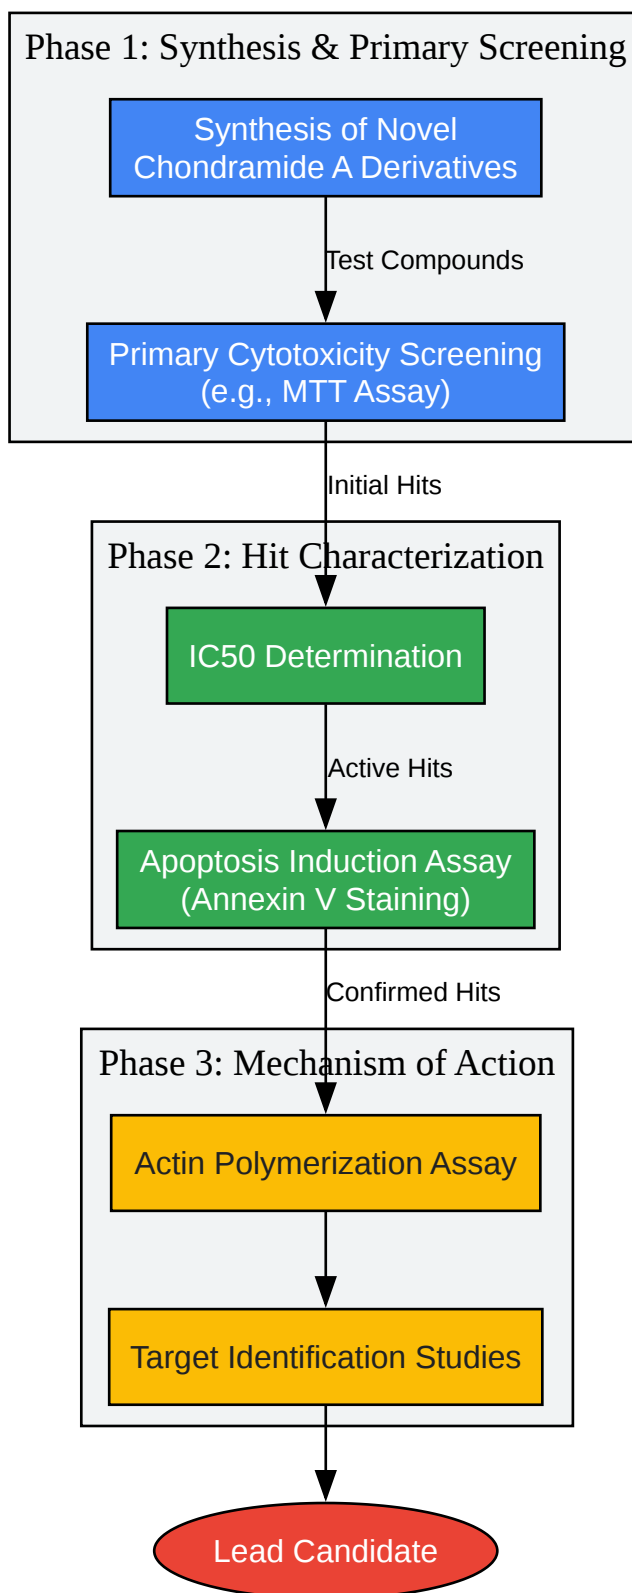 Phase 1: Synthesis & Primary Screening
Synthesis of Novel
Chondramide A Derivatives
Test Compounds
Primary Cytotoxicity Screening
(e.g., MTT Assay)
Initial Hits
Phase 2: Hit Characterization
IC50 Determination
Active Hits
Apoptosis Induction Assay
(Annexin V Staining)
Confirmed Hits
Phase 3: Mechanism of Action
Actin Polymerization Assay
Target Identification Studies
Lead Candidate